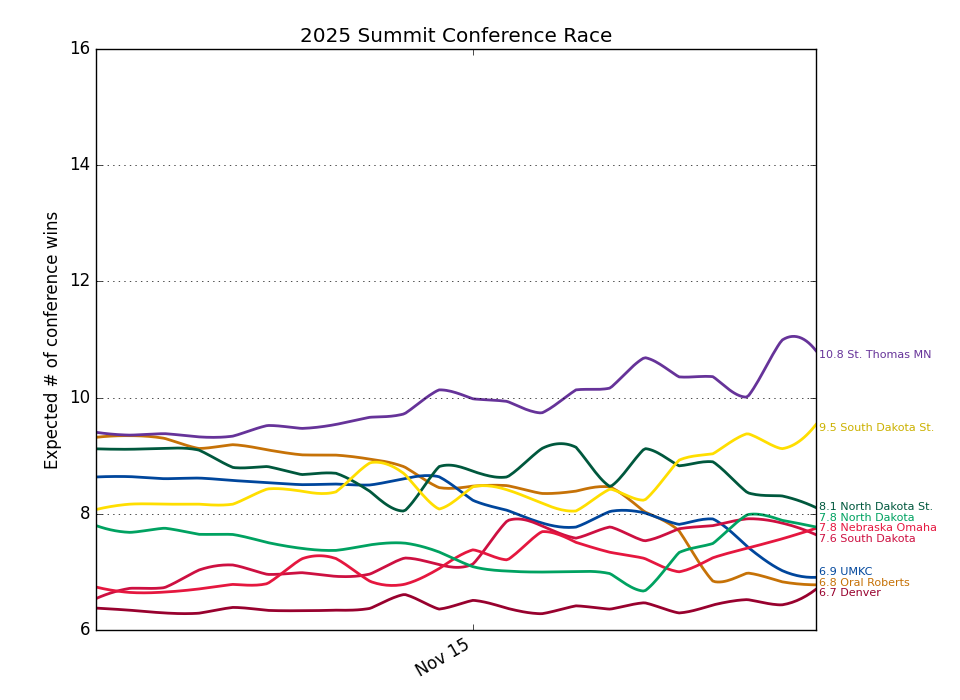 2025 Summit Conference Race
16
14
12
10
8
6
Expected # of conference wins
Nov 15
10.8 St. Thomas MN
9.5 South Dakota St.
8.1 North Dakota St.
7.8 North Dakota
7.8 Nebraska Omaha
7.6 South Dakota
6.9 UMKC
6.8 Oral Roberts
6.7 Denver